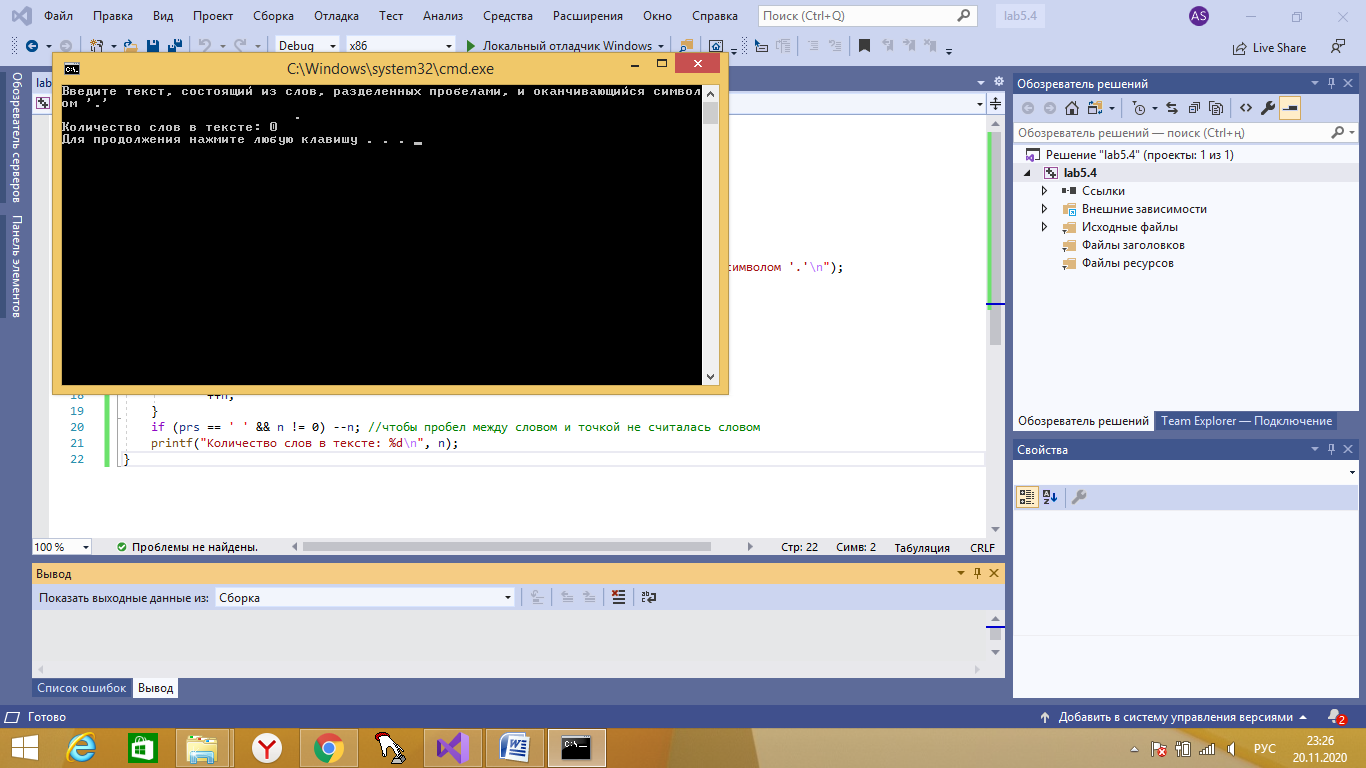 Файл Правка Вид Проект Сборка Отладка Тест Анализ Средства Расширения Окно Справка Поиск (Ctrl+Q) lab5.4 AS
Debug x86 Локальный отладчик Windows Live Share
C:\Windows\system32\cmd.exe
Введите текст, состоящий из слов, разделенных пробелами, и оканчивающийся символ
ом '.'
.
Количество слов в тексте: 0
Для продолжения нажмите любую клавишу . . .
Обозреватель серверов
Панель элементов
lab
символом '.'\n");
18 ++n;
19 }
20 if (prs == ' ' && n != 0) --n; //чтобы пробел между словом и точкой не считалась словом
21 printf("Количество слов в тексте: %d\n", n);
22 }
100 % Проблемы не найдены. Стр: 22 Симв: 2 Табуляция CRLF
Вывод
Показать выходные данные из: Сборка
Список ошибок Вывод
Обозреватель решений
Обозреватель решений — поиск (Ctrl+ң)
Решение "lab5.4" (проекты: 1 из 1)
lab5.4
Ссылки
Внешние зависимости
Исходные файлы
Файлы заголовков
Файлы ресурсов
Обозреватель решений Team Explorer — Подключение
Свойства
Готово Добавить в систему управления версиями 2
РУС 23:26
20.11.2020